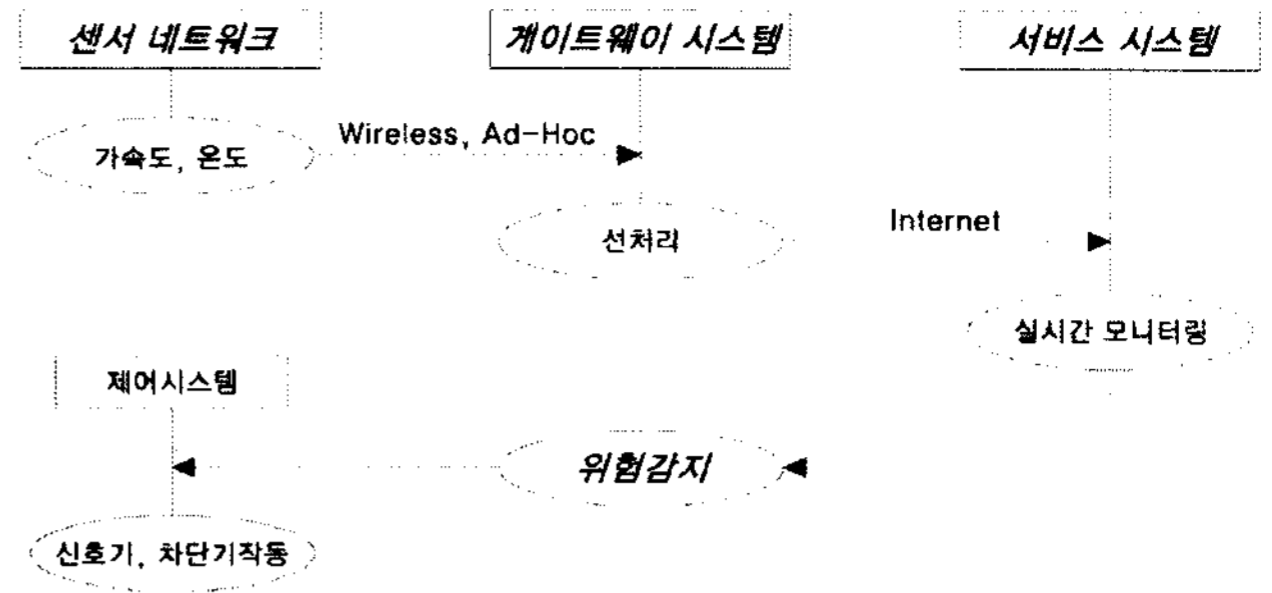 센서 네트워크
게이트웨이 시스템
서비스 시스템
Wireless, Ad-Hoc
가속도, 온도
선처리
Internet
실시간 모니터링
제어시스템
위험감지
신호기, 차단기작동